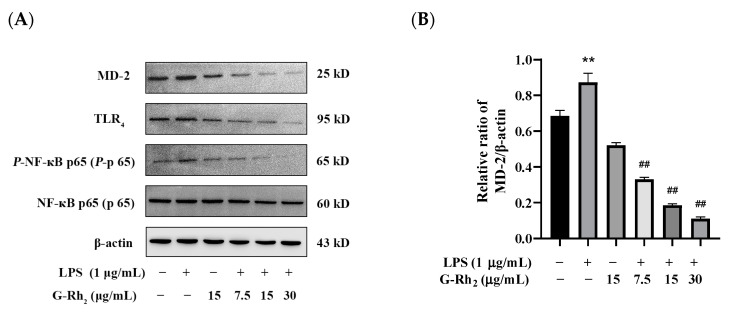 (A)
MD-2 25 kD
TLR4 95 kD
P-NF-κB p65 (P-p 65) 65 kD
NF-κB p65 (p 65) 60 kD
β-actin 43 kD
LPS (1 μg/mL) − + − + + +
G-Rh2 (μg/mL) − − 15 7.5 15 30
(B)
Relative ratio of
MD-2/β-actin
1.0
0.8
0.6
0.4
0.2
0.0
**
##
##
##
LPS (1 μg/mL) − + − + + +
G-Rh2 (μg/mL) − − 15 7.5 15 30